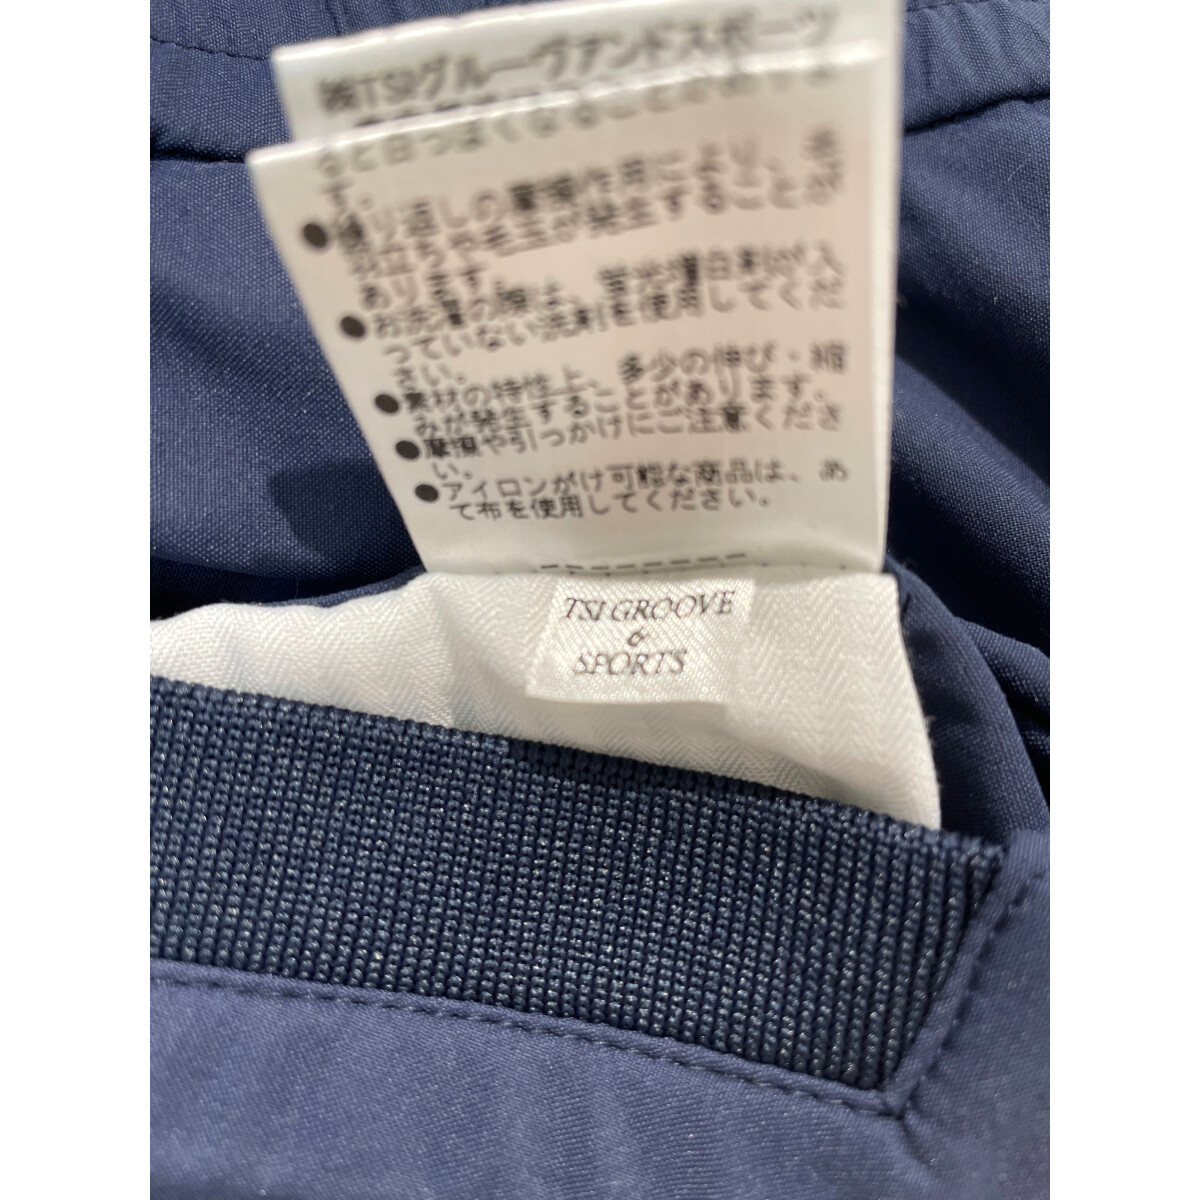 ㈱TSIグルーヴアンドスポーツ
ると白っぽくなることが
す。
●繰り返しの摩擦作用により、毛
羽立ちや毛玉が発生することが
あります。
●お洗濯の際は、蛍光増白剤が入
っていない洗剤を使用してくだ
さい。
●素材の特性上、多少の伸び・縮
みが発生することがあります。
●摩擦や引っかけにご注意くださ
い。
●アイロンがけ可能な商品は、あ
て布を使用してください。
TSI GROOVE
&
SPORTS